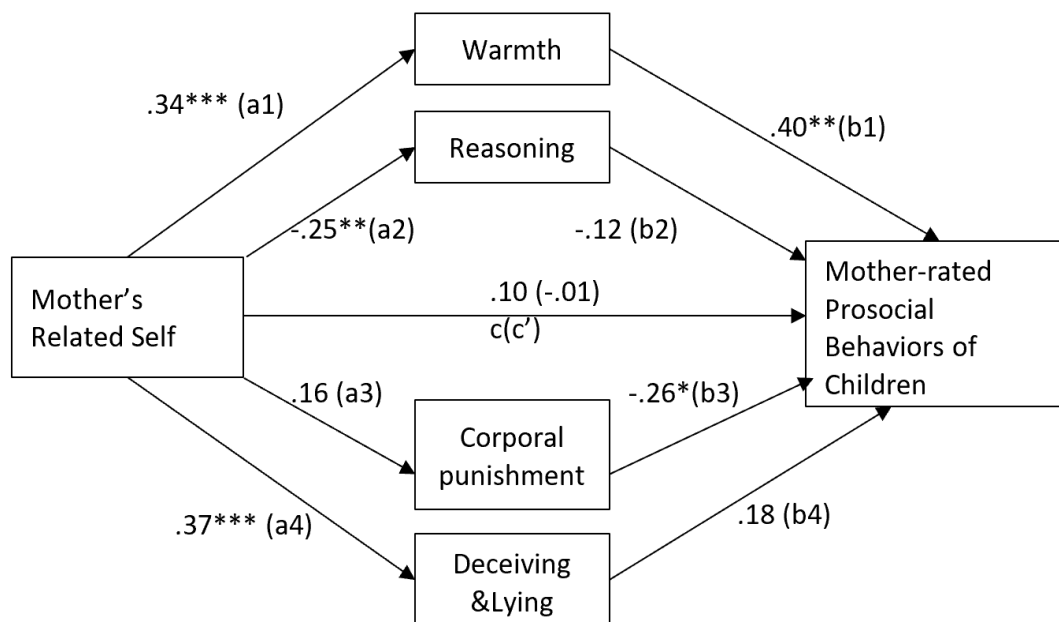 Warmth
.34*** (a1)
.40**(b1)
Reasoning
-.25**(a2)
-.12 (b2)
Mother’s
Related Self
.10 (-.01)
c(c’)
Mother-rated
Prosocial
Behaviors of
Children
.16 (a3)
-.26*(b3)
Corporal
punishment
.37*** (a4)
.18 (b4)
Deceiving
&Lying